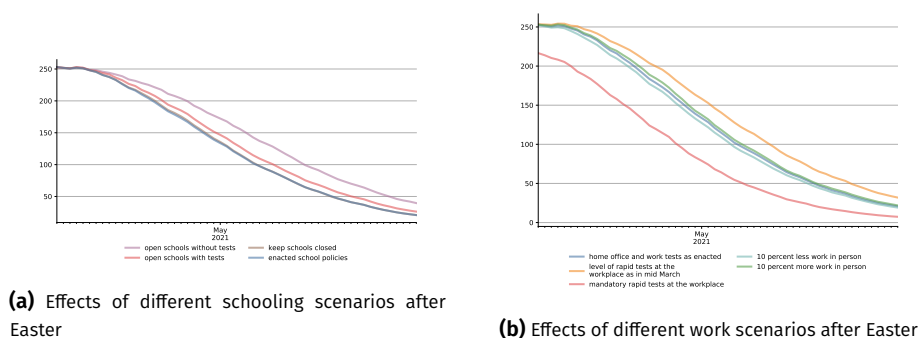 250
200
150
100
50
May
2021
open schools without tests
keep schools closed
open schools with tests
enacted school policies
(a) Effects of different schooling scenarios after
Easter
250
200
150
100
50
0
May
2021
home office and work tests as enacted
level of rapid tests at the
workplace as in mid March
mandatory rapid tests at the workplace
10 percent less work in person
10 percent more work in person
(b) Effects of different work scenarios after Easter